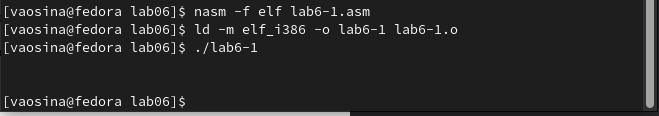 [vaosina@fedora lab06]$ nasm -f elf lab6-1.asm
[vaosina@fedora lab06]$ ld -m elf_i386 -o lab6-1 lab6-1.o
[vaosina@fedora lab06]$ ./lab6-1
[vaosina@fedora lab06]$